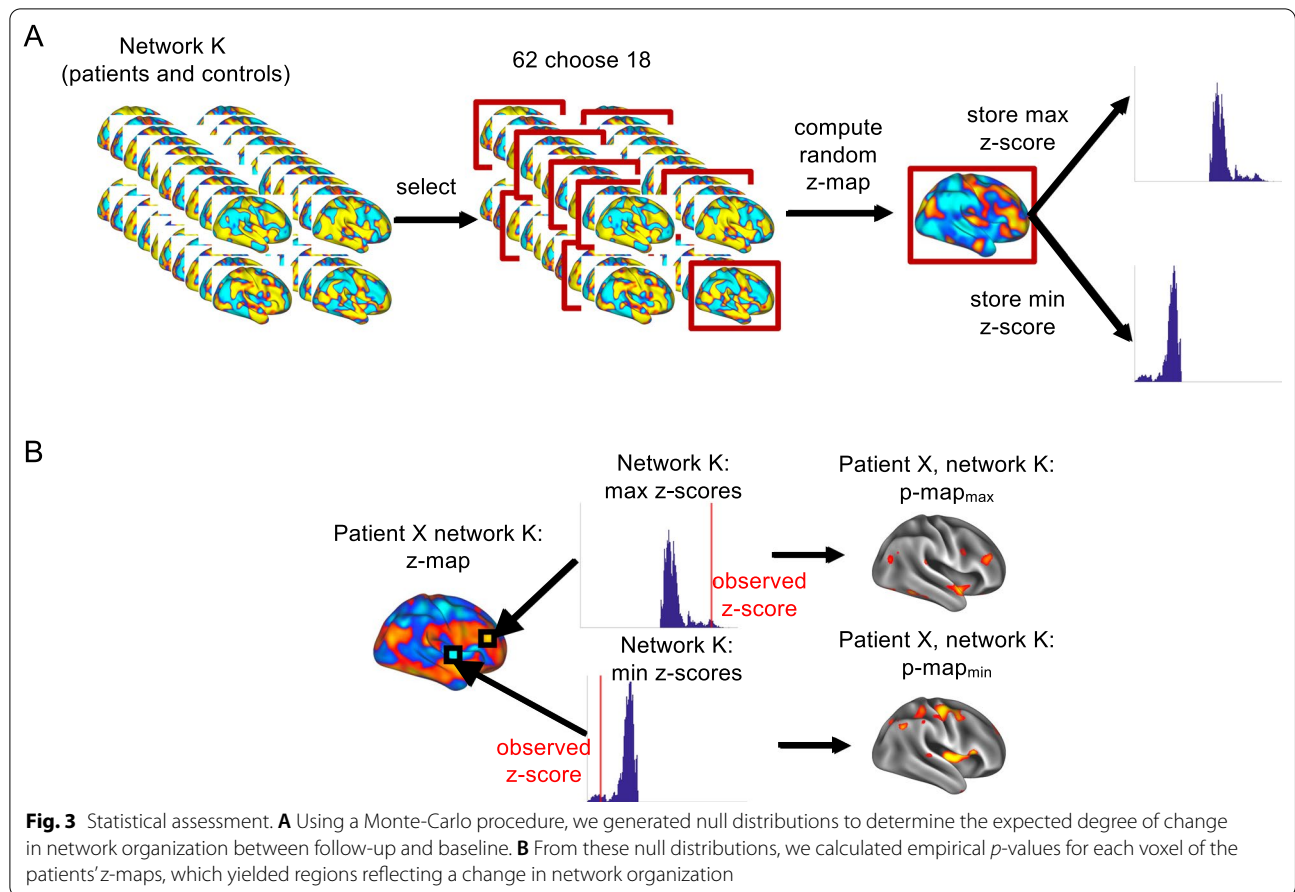 A
Network K
(patients and controls)
select
62 choose 18
compute
random
z-map
store max
z-score
store min
z-score
B
Patient X network K:
z-map
Network K:
max z-scores
observed
z-score
Network K:
min z-scores
observed
z-score
Patient X, network K:
p-mapmax
Patient X, network K:
p-mapmin
Fig. 3 Statistical assessment. A Using a Monte-Carlo procedure, we generated null distributions to determine the expected degree of change
in network organization between follow-up and baseline. B From these null distributions, we calculated empirical p-values for each voxel of the
patients’ z-maps, which yielded regions reflecting a change in network organization